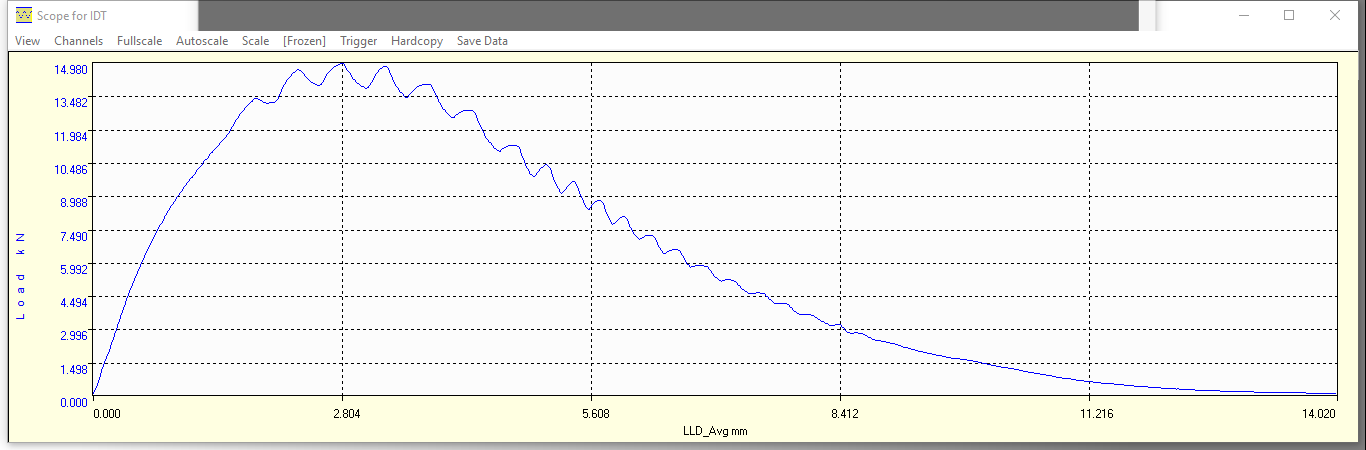 Scope for IDT
View Channels Fullscale Autoscale Scale [Frozen] Trigger Hardcopy Save Data
14.980
13.482
11.984
10.486
8.988
7.490
5.992
4.494
2.996
1.498
0.000
Load kN
0.000 2.804 5.608 8.412 11.216 14.020
LLD_Avg mm